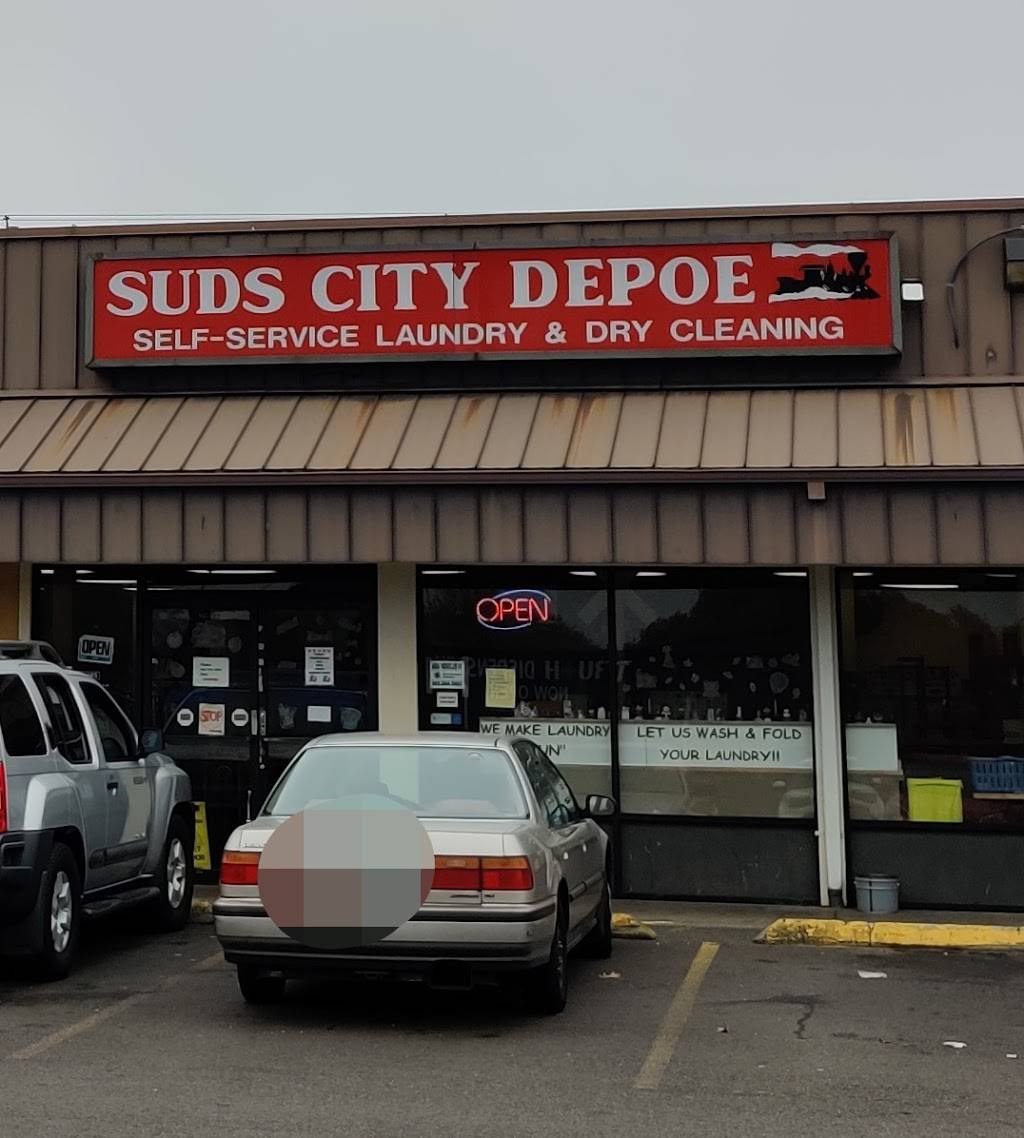 SUDS CITY DEPOE
SELF-SERVICE LAUNDRY & DRY CLEANING
OPEN
OPEN
STOP
WE MAKE LAUNDRY
LET US WASH & FOLD
YOUR LAUNDRY!!